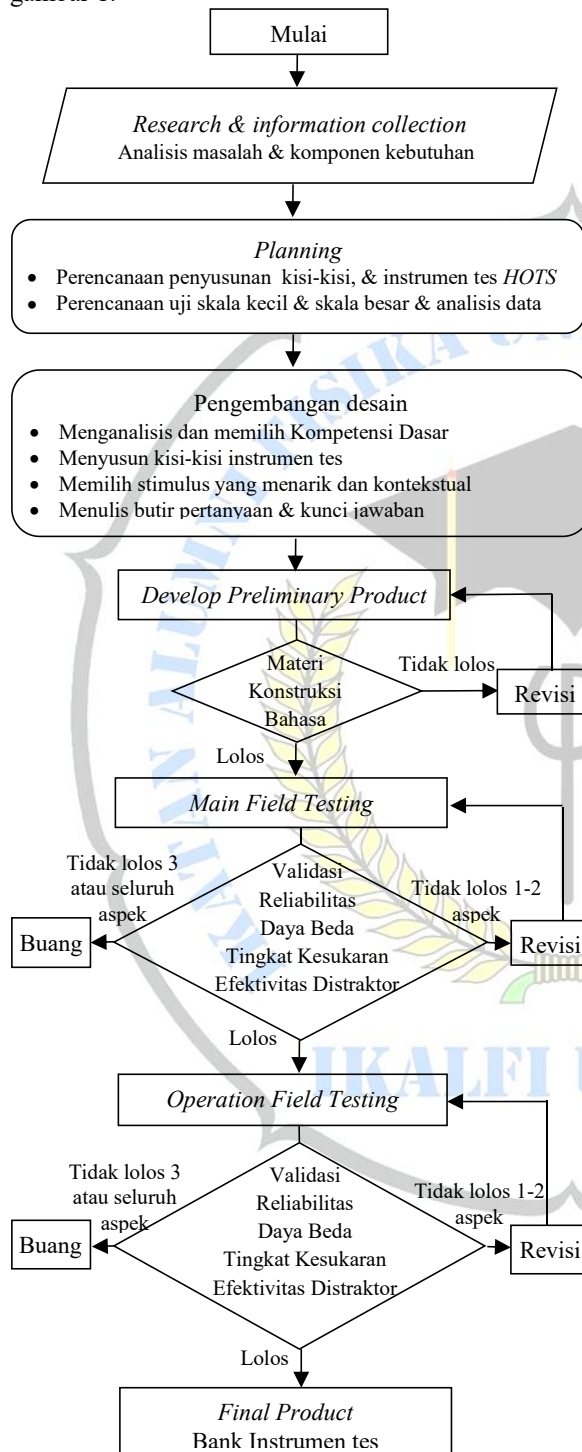 gambar 1.
Mulai
Research & information collection
Analisis masalah & komponen kebutuhan
Planning
• Perencanaan penyusunan kisi-kisi, & instrumen tes HOTS
• Perencanaan uji skala kecil & skala besar & analisis data
Pengembangan desain
• Menganalisis dan memilih Kompetensi Dasar
• Menyusun kisi-kisi instrumen tes
• Memilih stimulus yang menarik dan kontekstual
• Menulis butir pertanyaan & kunci jawaban
Develop Preliminary Product
Materi
Konstruksi
Bahasa
Tidak lolos
Revisi
Lolos
Main Field Testing
Tidak lolos 3
atau seluruh
aspek
Buang
Validasi
Reliabilitas
Daya Beda
Tingkat Kesukaran
Efektivitas Distraktor
Tidak lolos 1-2
aspek
Revisi
Lolos
Operation Field Testing
Tidak lolos 3
atau seluruh
aspek
Buang
Validasi
Reliabilitas
Daya Beda
Tingkat Kesukaran
Efektivitas Distraktor
Tidak lolos 1-2
aspek
Revisi
Lolos
Final Product
Bank Instrumen tes
IKATAN ALUMNI FISIKA
IKALFI